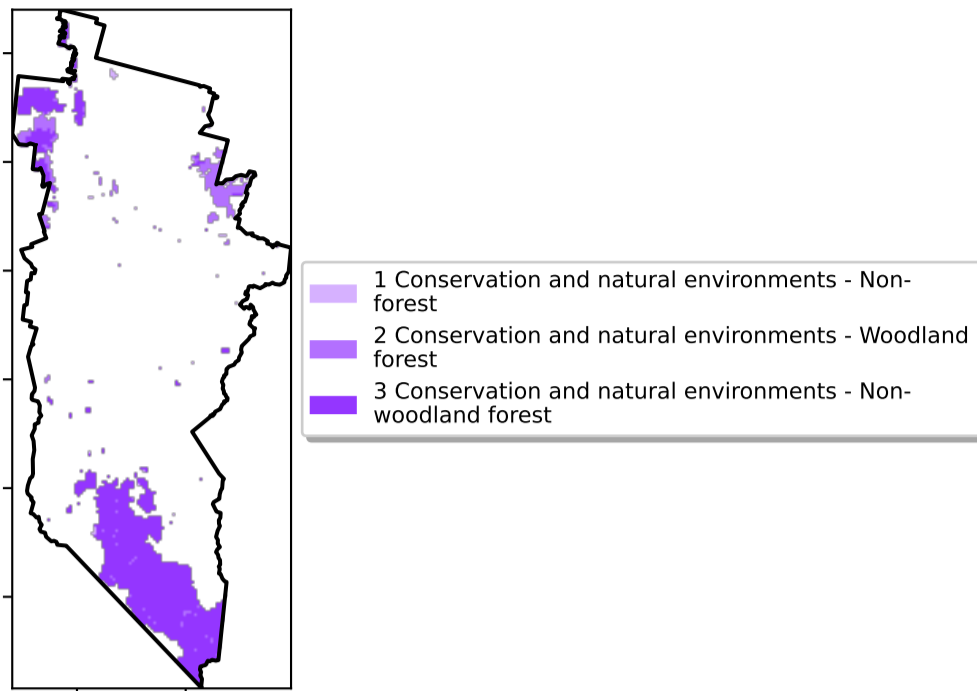 1 Conservation and natural environments - Non-
forest
2 Conservation and natural environments - Woodland
forest
3 Conservation and natural environments - Non-
woodland forest